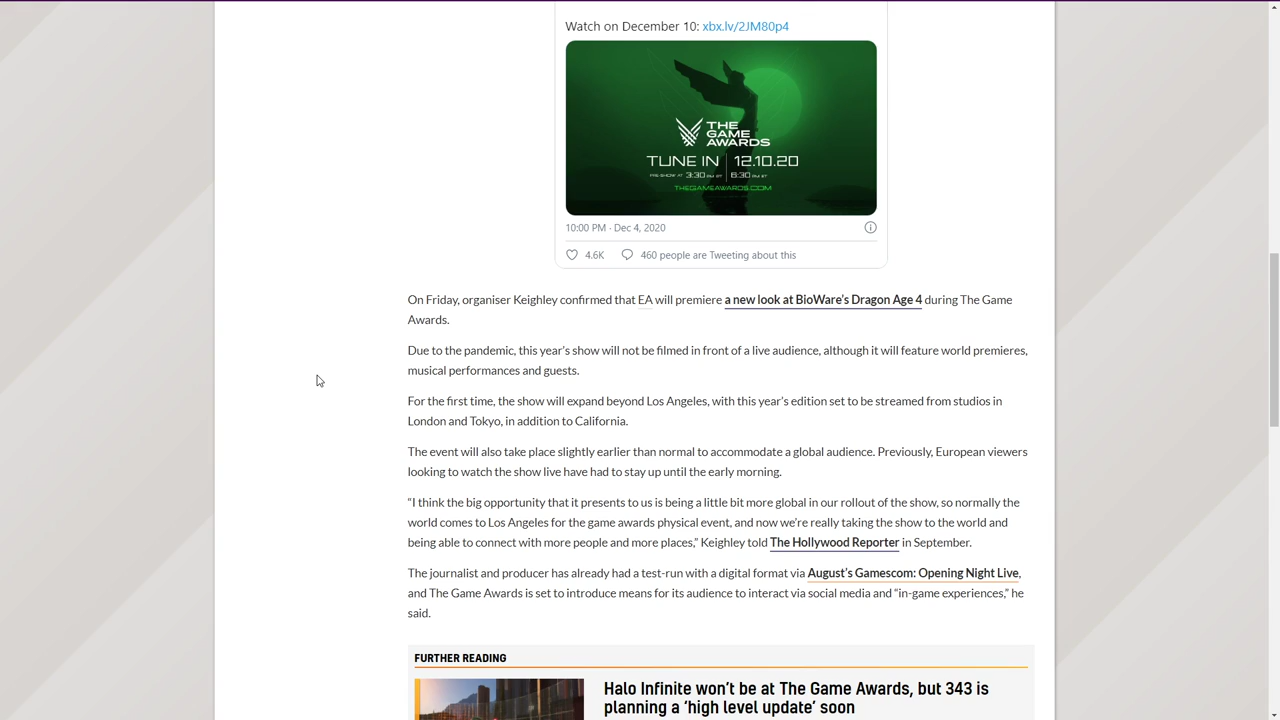 Watch on December 10: xbx.lv/2JM80p4
THE
GAME
AWARDS
TUNE IN 12.10.20
PRE-SHOW AT 3:30 PM PT 6:30 PM ET
THEGAMEAWARDS.COM
10:00 PM · Dec 4, 2020
4.6K 460 people are Tweeting about this
On Friday, organiser Keighley confirmed that EA will premiere a new look at BioWare’s Dragon Age 4 during The Game
Awards.
Due to the pandemic, this year’s show will not be filmed in front of a live audience, although it will feature world premieres,
musical performances and guests.
For the first time, the show will expand beyond Los Angeles, with this year’s edition set to be streamed from studios in
London and Tokyo, in addition to California.
The event will also take place slightly earlier than normal to accommodate a global audience. Previously, European viewers
looking to watch the show live have had to stay up until the early morning.
“I think the big opportunity that it presents to us is being a little bit more global in our rollout of the show, so normally the
world comes to Los Angeles for the game awards physical event, and now we’re really taking the show to the world and
being able to connect with more people and more places,” Keighley told The Hollywood Reporter in September.
The journalist and producer has already had a test-run with a digital format via August’s Gamescom: Opening Night Live,
and The Game Awards is set to introduce means for its audience to interact via social media and “in-game experiences,” he
said.
FURTHER READING
Halo Infinite won’t be at The Game Awards, but 343 is
planning a ‘high level update’ soon